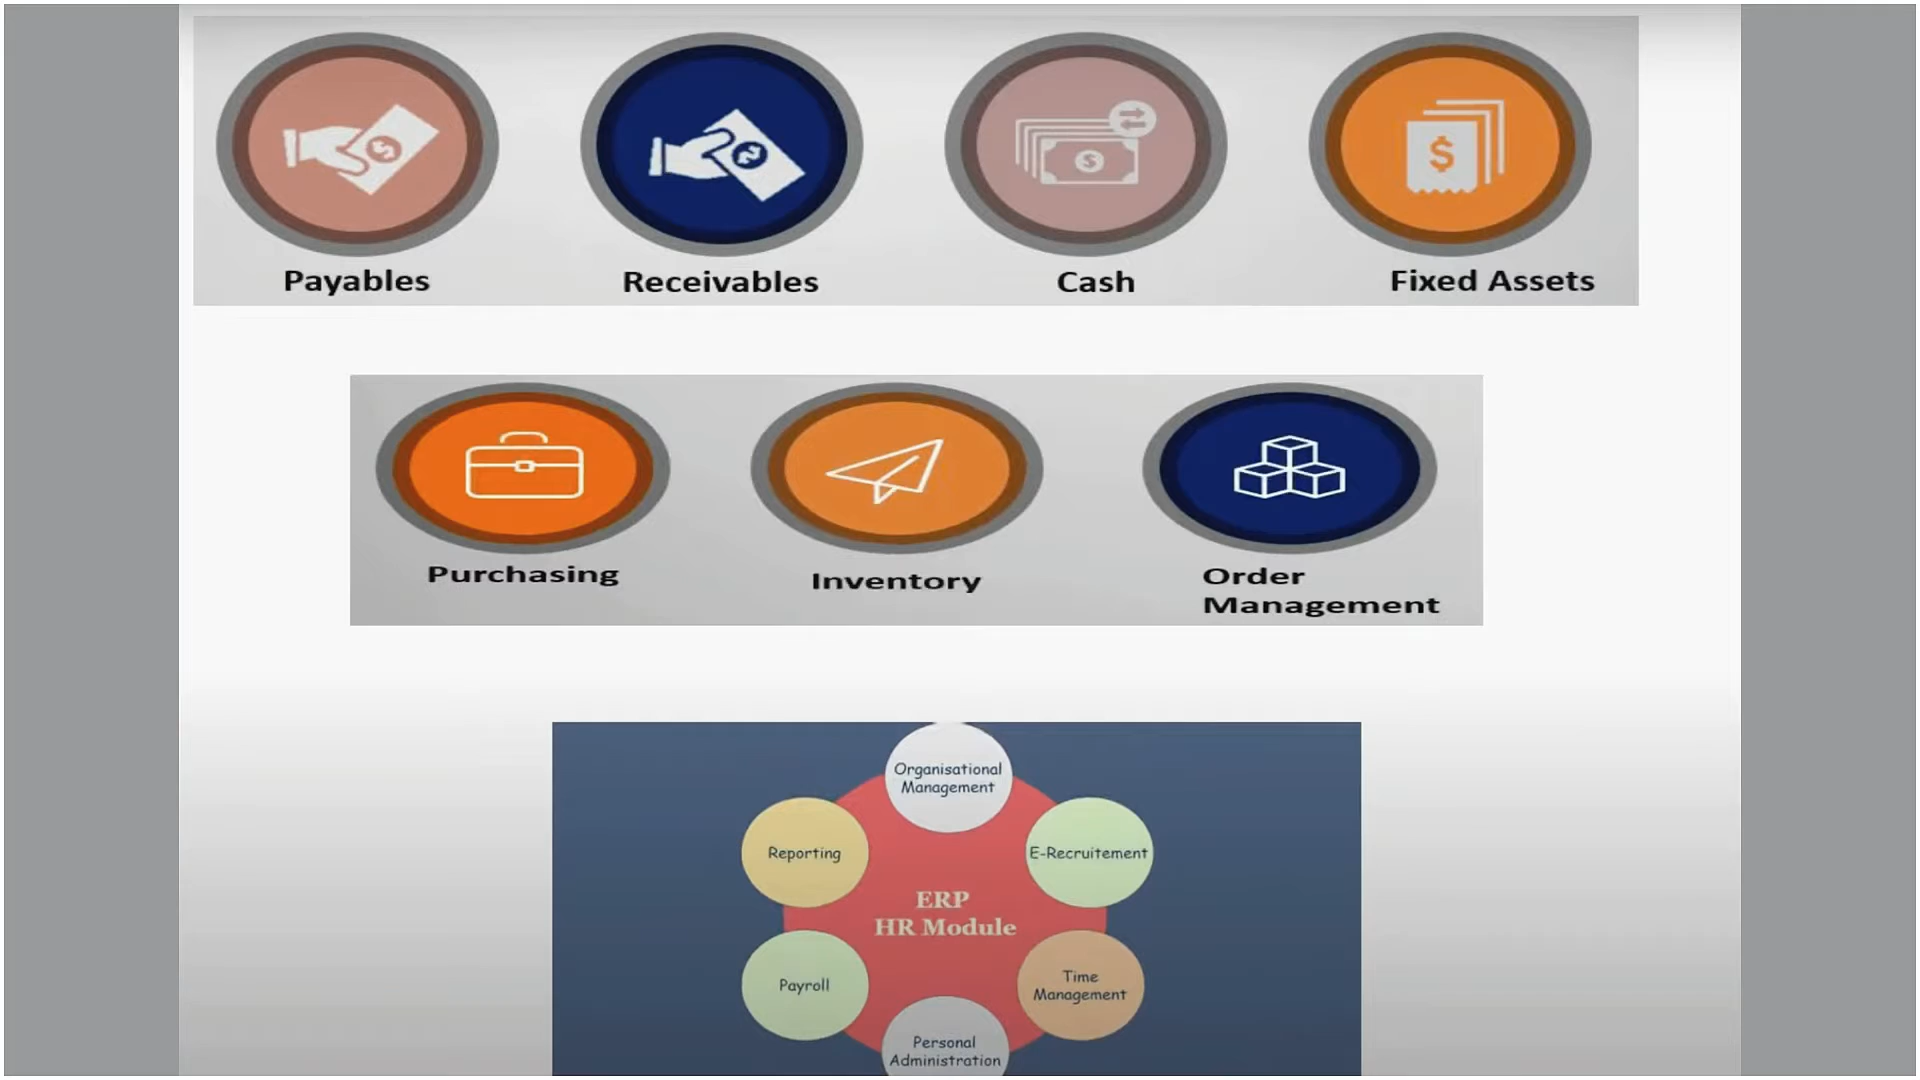 Payables
Receivables
Cash
Fixed Assets
Purchasing
Inventory
Order
Management
Organisational
Management
Reporting
E-Recruitement
ERP
HR Module
Payroll
Time
Management
Personal
Administration